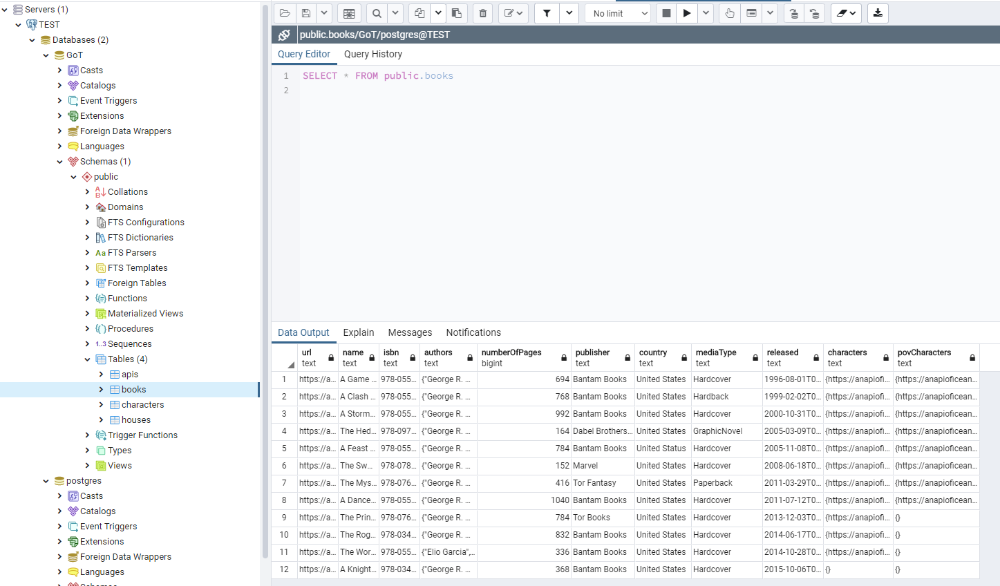 Servers (1)
TEST
Databases (2)
GoT
Casts
Catalogs
Event Triggers
Extensions
Foreign Data Wrappers
Languages
Schemas (1)
public
Collations
Domains
FTS Configurations
FTS Dictionaries
Aa FTS Parsers
FTS Templates
Foreign Tables
Functions
Materialized Views
Procedures
1..3 Sequences
Tables (4)
apis
books
characters
houses
Trigger Functions
Types
Views
postgres
Casts
Catalogs
Event Triggers
Extensions
Foreign Data Wrappers
Languages
No limit
public.books/GoT/postgres@TEST
Query Editor Query History
1 SELECT * FROM public.books
2
Data Output Explain Messages Notifications
url name isbn authors numberOfPages publisher country mediaType released characters povCharacters
text text text text bigint text text text text text text
1 https://a... A Game ... 978-055... {"George R. ... 694 Bantam Books United States Hardcover 1996-08-01T0... {https://anapiofi... {https://anapioficean...
2 https://a... A Clash ... 978-055... {"George R. ... 768 Bantam Books United States Hardback 1999-02-02T0... {https://anapiofi... {https://anapioficean...
3 https://a... A Storm... 978-055... {"George R. ... 992 Bantam Books United States Hardcover 2000-10-31T0... {https://anapiofi... {https://anapioficean...
4 https://a... The Hed... 978-097... {"George R. ... 164 Dabel Brothers... United States GraphicNovel 2005-03-09T0... {https://anapiofi... {https://anapioficean...
5 https://a... A Feast ... 978-055... {"George R. ... 784 Bantam Books United States Hardcover 2005-11-08T0... {https://anapiofi... {https://anapioficean...
6 https://a... The Sw... 978-078... {"George R. ... 152 Marvel United States Hardcover 2008-06-18T0... {https://anapiofi... {https://anapioficean...
7 https://a... The Mys... 978-076... {"George R. ... 416 Tor Fantasy United States Paperback 2011-03-29T0... {https://anapiofi... {https://anapioficean...
8 https://a... A Dance... 978-055... {"George R. ... 1040 Bantam Books United States Hardcover 2011-07-12T0... {https://anapiofi... {https://anapioficean...
9 https://a... The Prin... 978-076... {"George R. ... 784 Tor Books United States Hardcover 2013-12-03T0... {https://anapiofi... {}
10 https://a... The Rog... 978-034... {"George R. ... 832 Bantam Books United States Hardcover 2014-06-17T0... {https://anapiofi... {}
11 https://a... The Wor... 978-055... {"Elio Garcia",... 336 Bantam Books United States Hardcover 2014-10-28T0... {https://anapiofi... {}
12 https://a... A Knight... 978-034... {"George R. ... 368 Bantam Books United States Hardcover 2015-10-06T0... {} {}